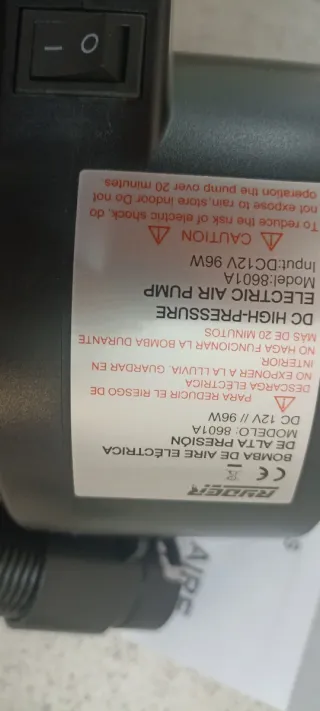 RYDER
CE
BOMBA DE AIRE ELÉCTRICA
DE ALTA PRESIÓN
MODELO: 8601A
DC 12V // 96W
PARA REDUCIR EL RIESGO DE
DESCARGA ELÉCTRICA
NO EXPONER A LA LLUVIA. GUARDAR EN
INTERIOR
NO HAGA FUNCIONAR LA BOMBA DURANTE
MÁS DE 20 MINUTOS
DC HIGH-PRESSURE
ELECTRIC AIR PUMP
Model:8601A
Input:DC12V 96W
CAUTION
To reduce the risk of electric shock, do
not expose to rain, store indoor Do not
operation the pump over 20 minutes
O I
AIRE